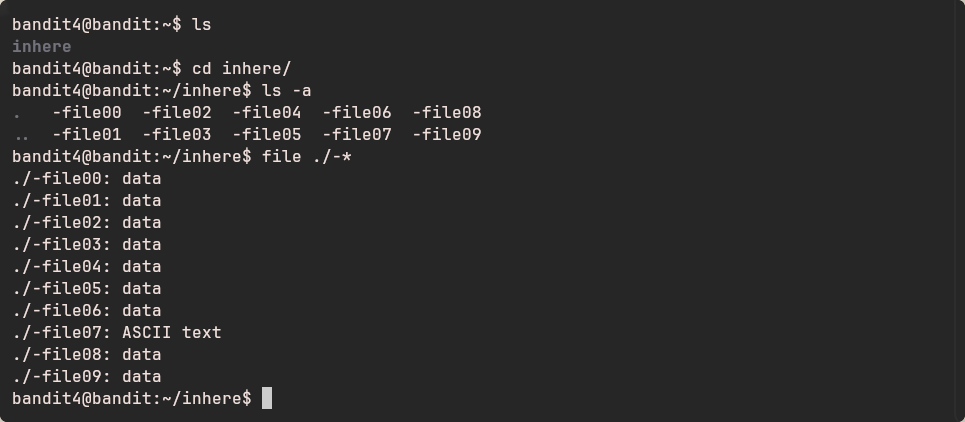 bandit4@bandit:~$ ls
inhere
bandit4@bandit:~$ cd inhere/
bandit4@bandit:~/inhere$ ls -a
.   -file00  -file02  -file04  -file06  -file08
..  -file01  -file03  -file05  -file07  -file09
bandit4@bandit:~/inhere$ file ./-*
./-file00: data
./-file01: data
./-file02: data
./-file03: data
./-file04: data
./-file05: data
./-file06: data
./-file07: ASCII text
./-file08: data
./-file09: data
bandit4@bandit:~/inhere$